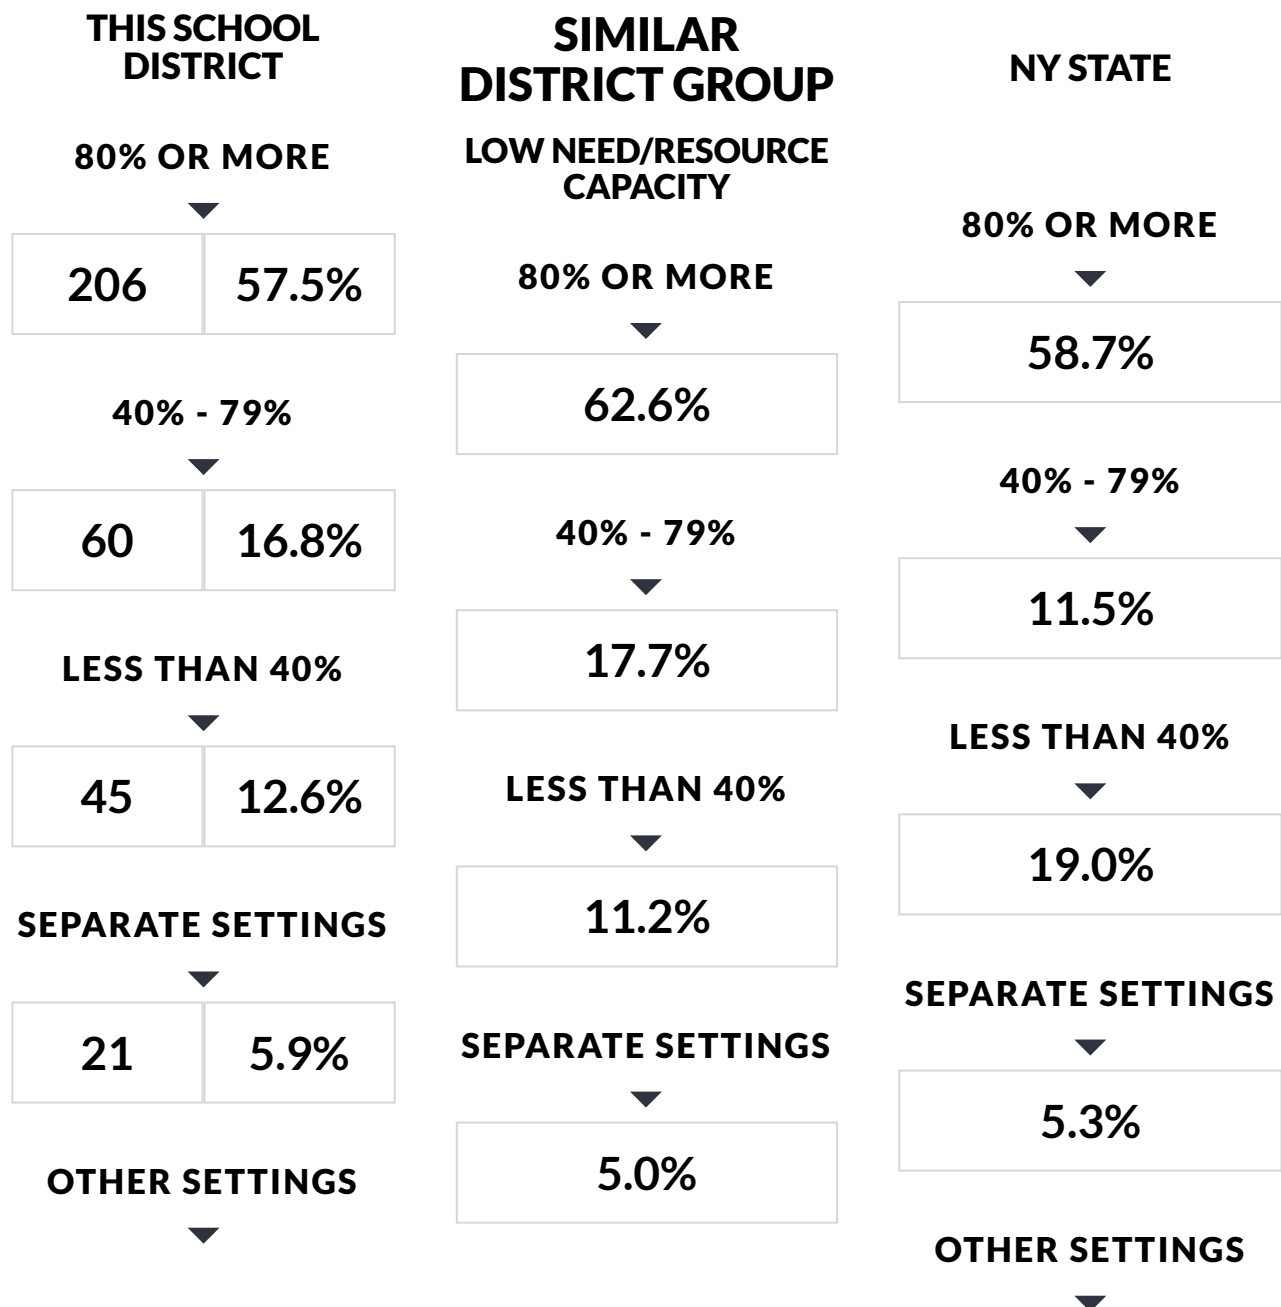 THIS SCHOOL
DISTRICT
80% OR MORE
206 57.5%
40% - 79%
60 16.8%
LESS THAN 40%
45 12.6%
SEPARATE SETTINGS
21 5.9%
OTHER SETTINGS
SIMILAR
DISTRICT GROUP
LOW NEED/RESOURCE
CAPACITY
80% OR MORE
62.6%
40% - 79%
17.7%
LESS THAN 40%
11.2%
SEPARATE SETTINGS
5.0%
NY STATE
80% OR MORE
58.7%
40% - 79%
11.5%
LESS THAN 40%
19.0%
SEPARATE SETTINGS
5.3%
OTHER SETTINGS